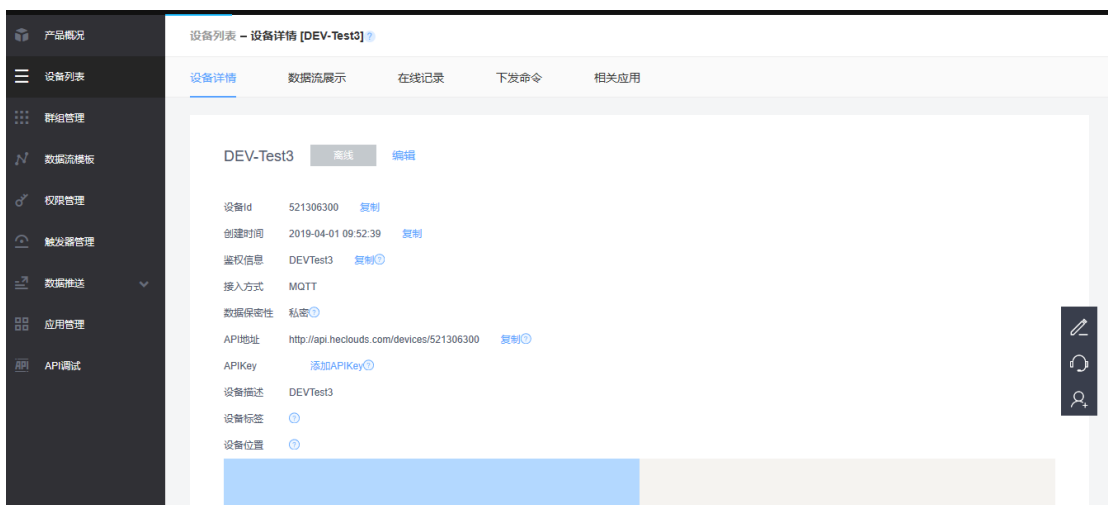 产品概况
设备列表
群组管理
数据流模板
权限管理
触发器管理
数据推送
应用管理
API调试
设备列表 – 设备详情 [DEV-Test3]
设备详情 数据流展示 在线记录 下发命令 相关应用
DEV-Test3 离线 编辑
设备Id 521306300 复制
创建时间 2019-04-01 09:52:39 复制
鉴权信息 DEVTest3 复制
接入方式 MQTT
数据保密性 私密
API地址 http://api.heclouds.com/devices/521306300 复制
APIKey 添加APIKey
设备描述 DEVTest3
设备标签
设备位置